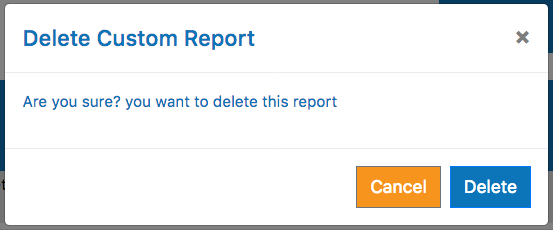 Delete Custom Report
×
Are you sure? you want to delete this report
Cancel Delete